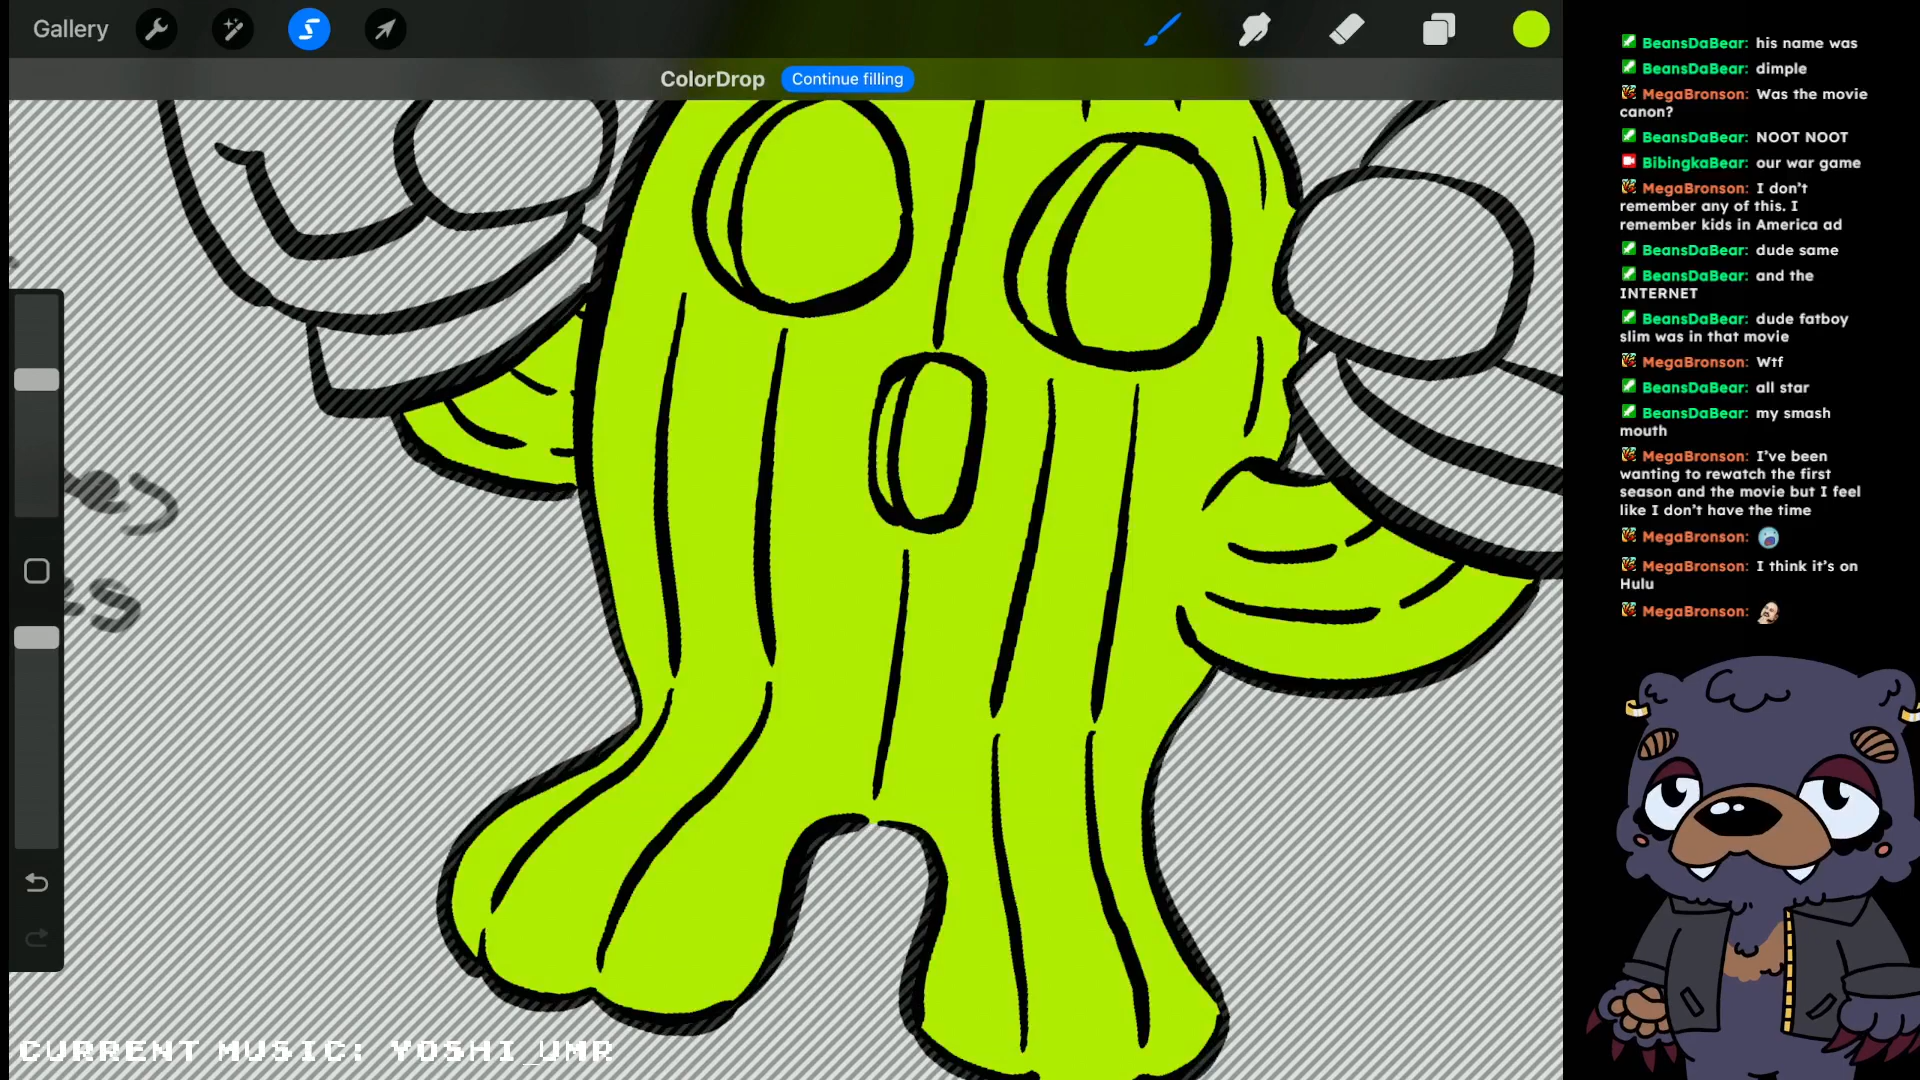 Gallery
ColorDrop Continue filling
BeansDaBear: his name was
BeansDaBear: dimple
MegaBronson: Was the movie
canon?
BeansDaBear: NOOT NOOT
BibingkaBear: our war game
MegaBronson: I don't
remember any of this. I
remember kids in America ad
BeansDaBear: dude same
BeansDaBear: and the
INTERNET
BeansDaBear: dude fatboy
slim was in that movie
MegaBronson: Wtf
BeansDaBear: all star
BeansDaBear: my smash
mouth
MegaBronson: I've been
wanting to rewatch the first
season and the movie but I feel
like I don't have the time
MegaBronson:
MegaBronson: I think it's on
Hulu
MegaBronson:
CURRENT MUSIC: YOSHI_UMR